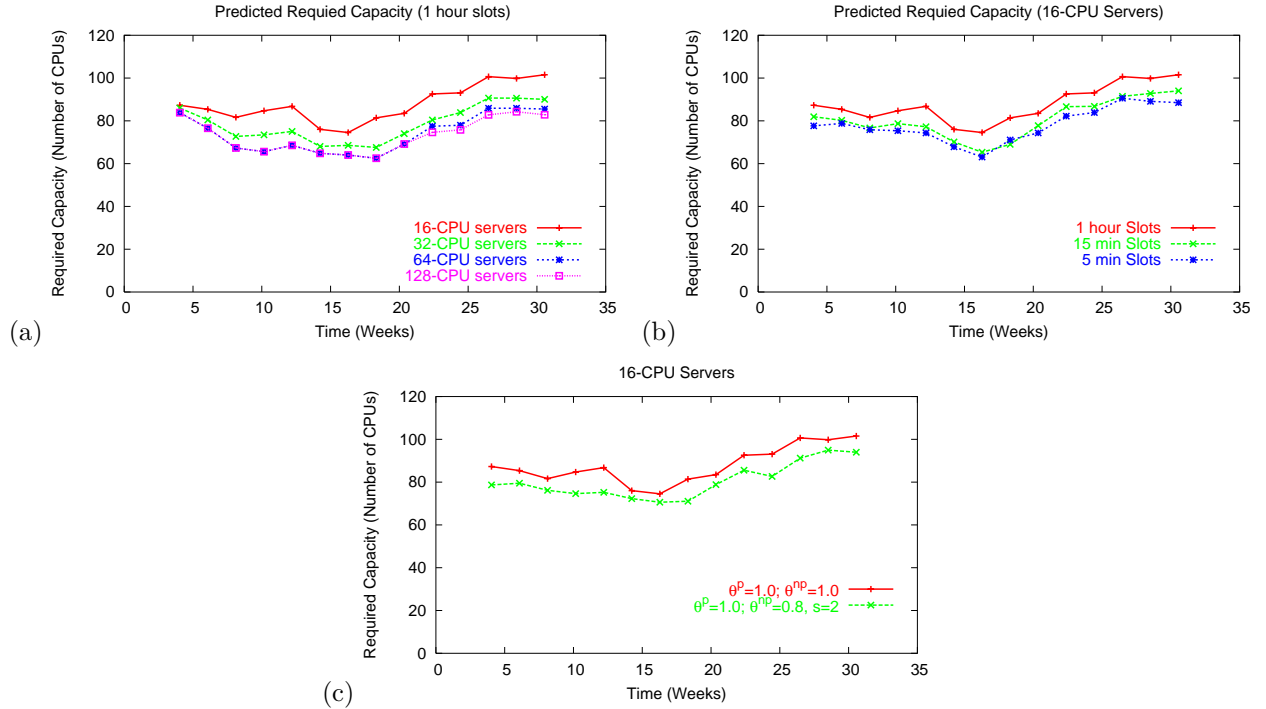 Predicted Requied Capacity (1 hour slots)
Required Capacity (Number of CPUs)
120
100
80
60
40
20
0
16-CPU servers
32-CPU servers
64-CPU servers
128-CPU servers
0 5 10 15 20 25 30 35
Time (Weeks)
(a)
Predicted Requied Capacity (16-CPU Servers)
Required Capacity (Number of CPUs)
120
100
80
60
40
20
0
1 hour Slots
15 min Slots
5 min Slots
0 5 10 15 20 25 30 35
Time (Weeks)
(b)
16-CPU Servers
Required Capacity (Number of CPUs)
120
100
80
60
40
20
0
θ^p=1.0; θ^np=1.0
θ^p=1.0; θ^np=0.8, s=2
0 5 10 15 20 25 30 35
Time (Weeks)
(c)